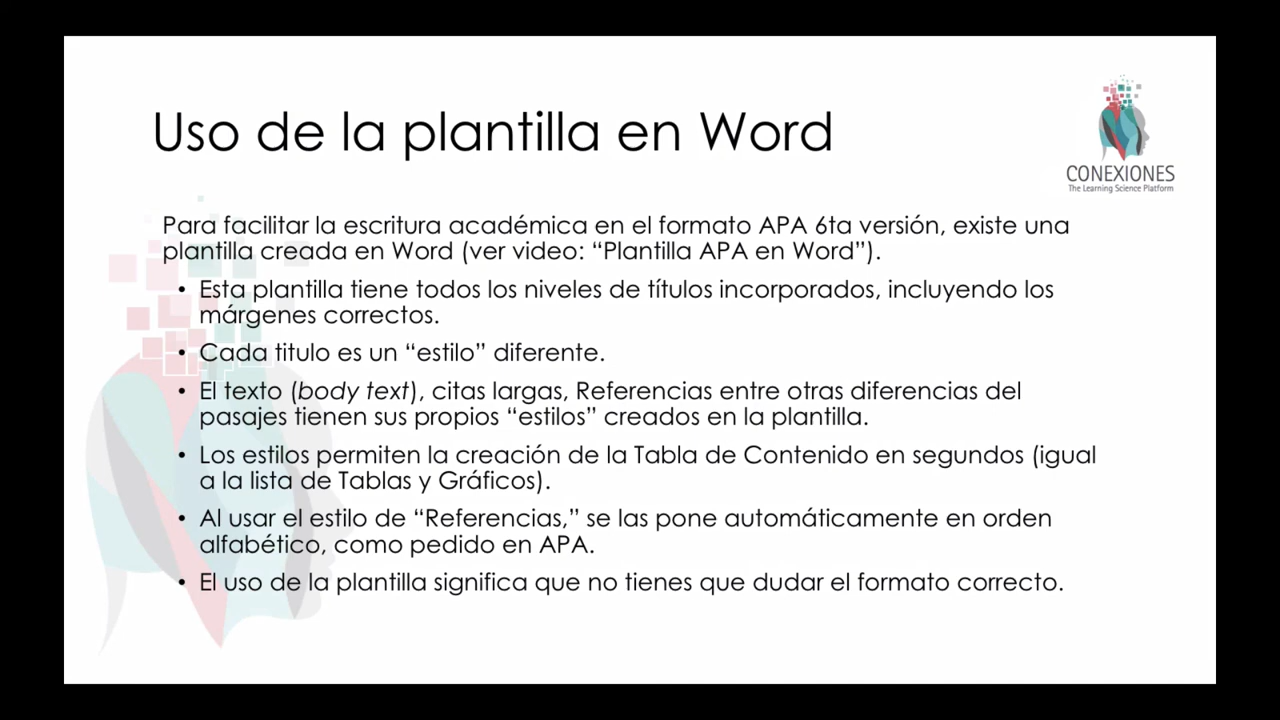 Uso de la plantilla en Word
CONEXIONES
The Learning Science Platform
Para facilitar la escritura académica en el formato APA 6ta versión, existe una
plantilla creada en Word (ver video: “Plantilla APA en Word”).
• Esta plantilla tiene todos los niveles de títulos incorporados, incluyendo los
márgenes correctos.
• Cada titulo es un “estilo” diferente.
• El texto (body text), citas largas, Referencias entre otras diferencias del
pasajes tienen sus propios “estilos” creados en la plantilla.
• Los estilos permiten la creación de la Tabla de Contenido en segundos (igual
a la lista de Tablas y Gráficos).
• Al usar el estilo de “Referencias,” se las pone automáticamente en orden
alfabético, como pedido en APA.
• El uso de la plantilla significa que no tienes que dudar el formato correcto.